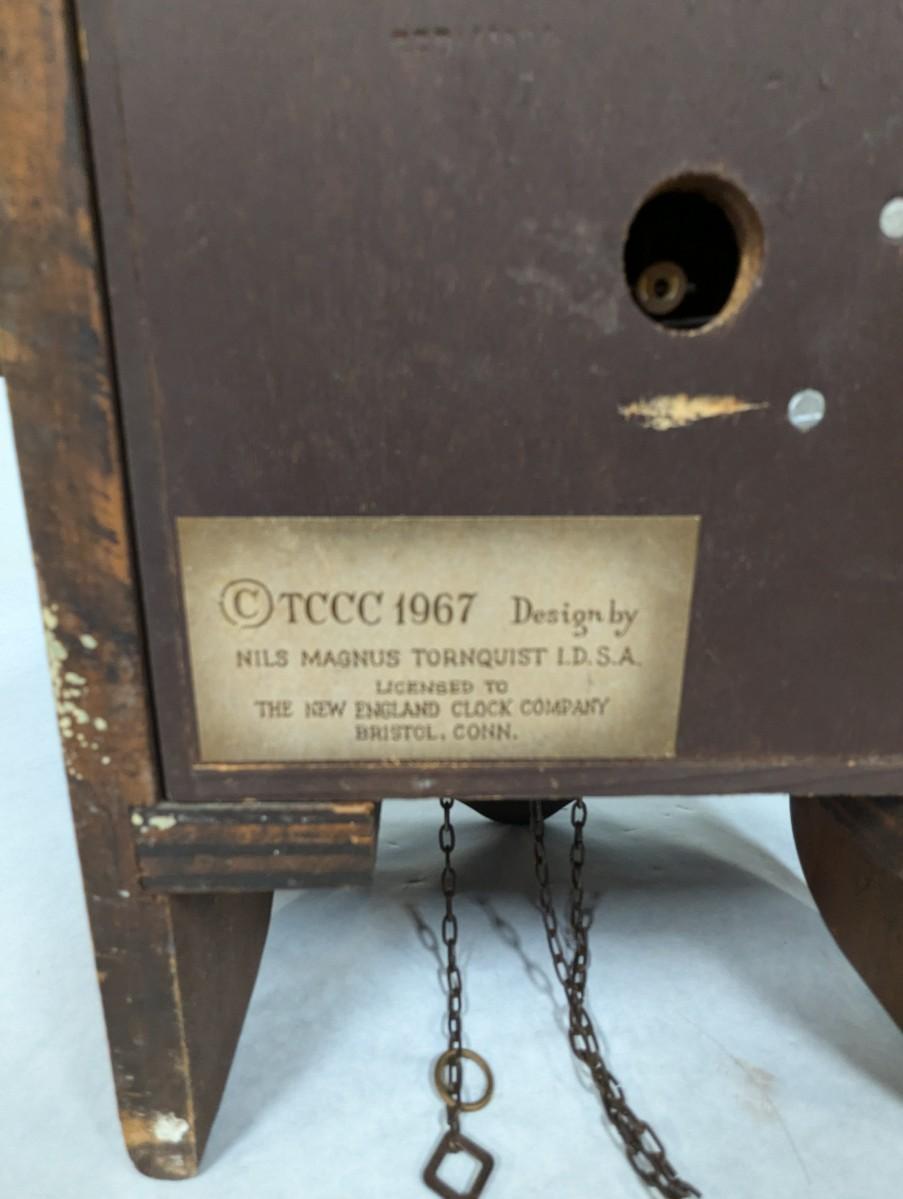 © TCCC 1967 Design by
NILS MAGNUS TORNQUIST I.D.S.A.
LICENSED TO
THE NEW ENGLAND CLOCK COMPANY
BRISTOL, CONN.